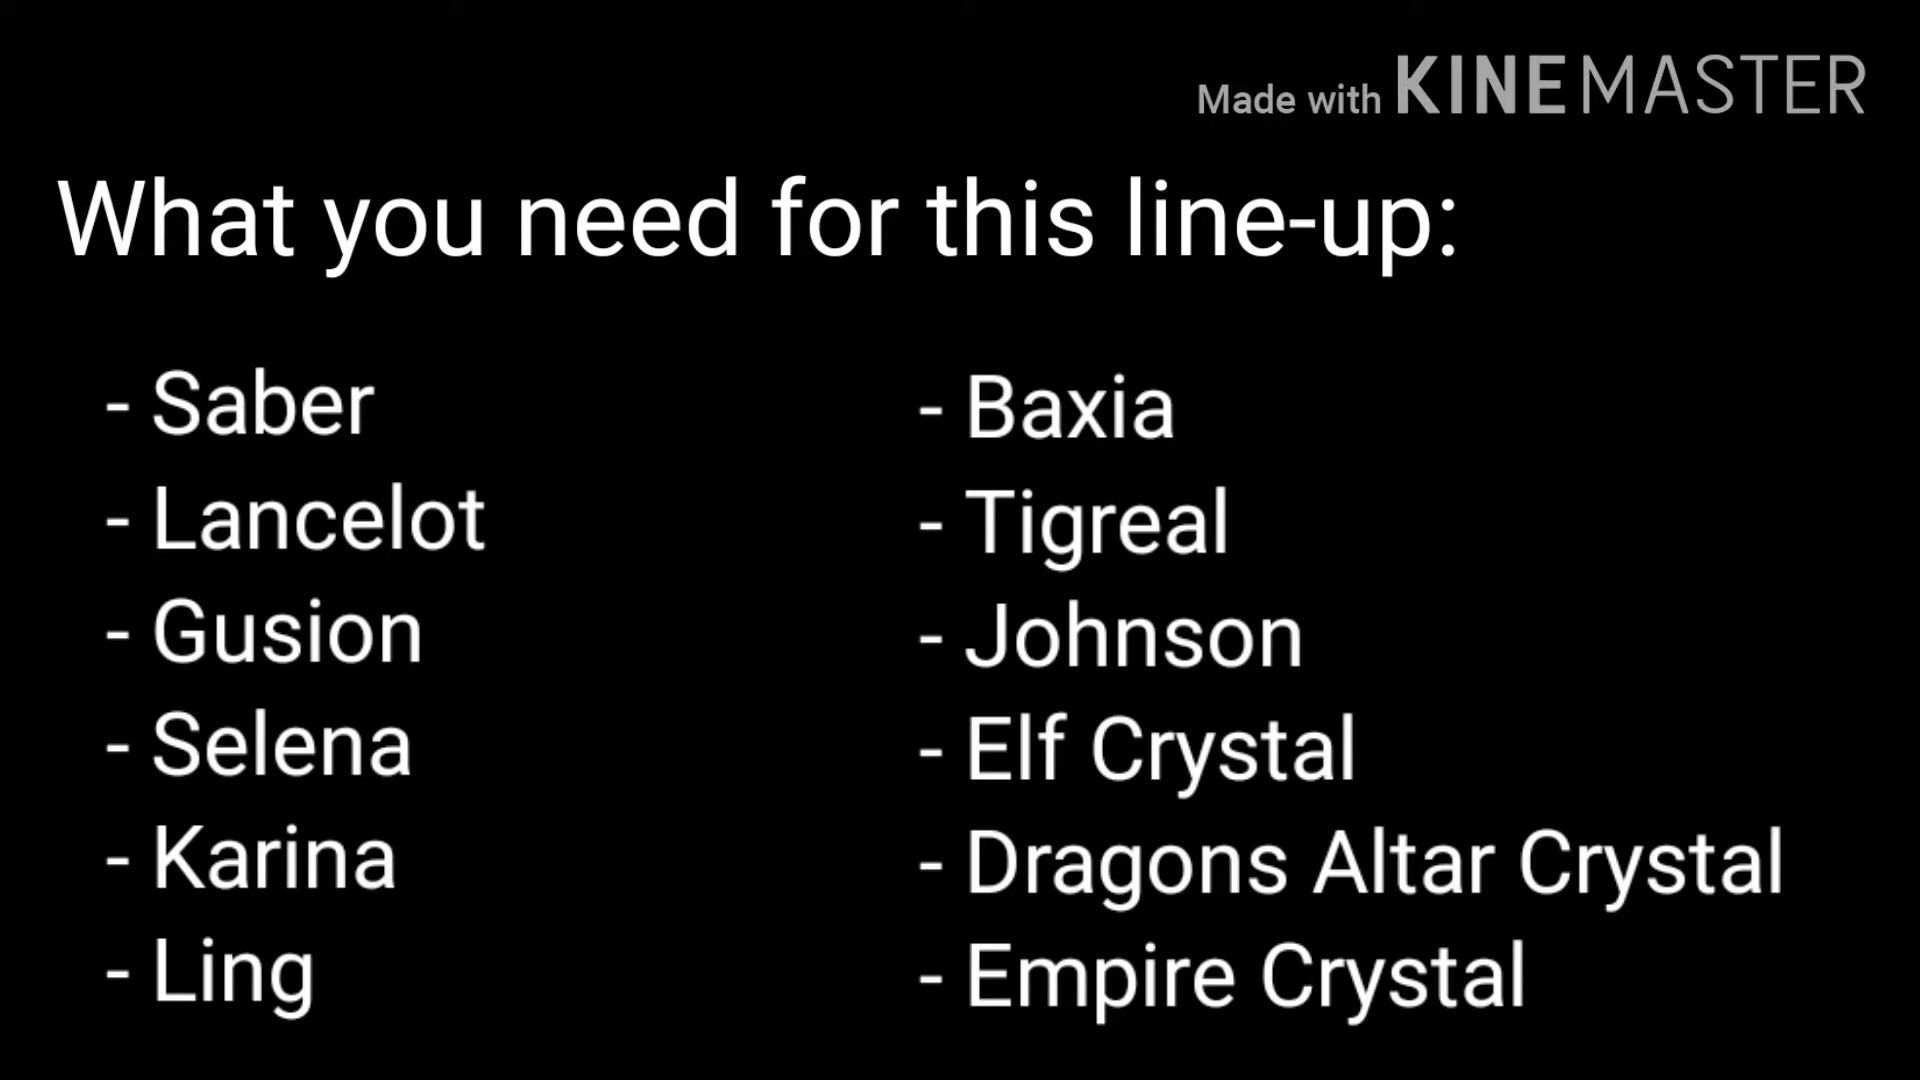 Made with KINEMASTER
What you need for this line-up:
- Saber
- Lancelot
- Gusion
- Selena
- Karina
- Ling
- Baxia
- Tigreal
- Johnson
- Elf Crystal
- Dragons Altar Crystal
- Empire Crystal